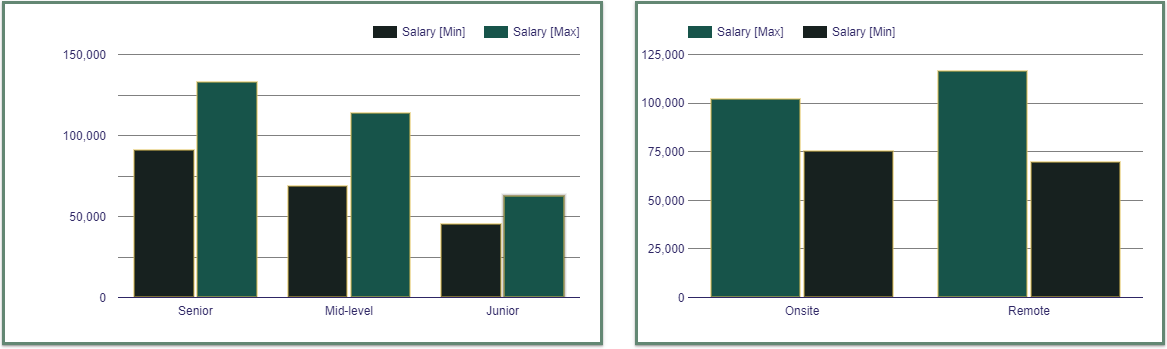 Salary [Min] Salary [Max]
150,000
100,000
50,000
0
Senior Mid-level Junior
Salary [Max] Salary [Min]
125,000
100,000
75,000
50,000
25,000
0
Onsite Remote